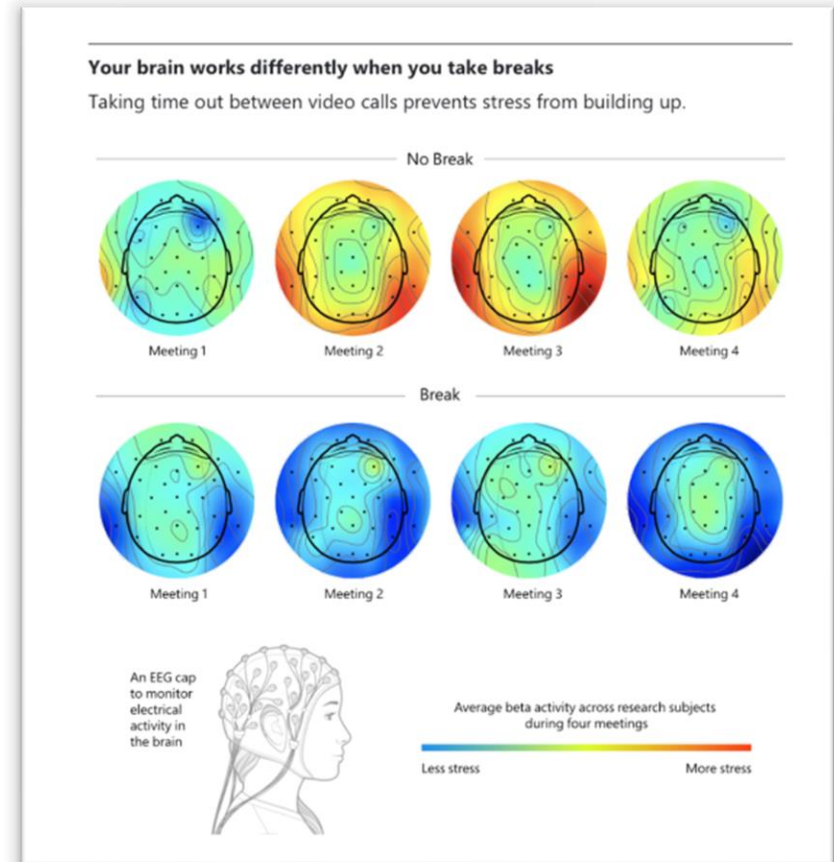 Your brain works differently when you take breaks
Taking time out between video calls prevents stress from building up.
No Break
Meeting 1
Meeting 2
Meeting 3
Meeting 4
Break
Meeting 1
Meeting 2
Meeting 3
Meeting 4
An EEG cap
to monitor
electrical
activity in
the brain
Average beta activity across research subjects
during four meetings
Less stress
More stress